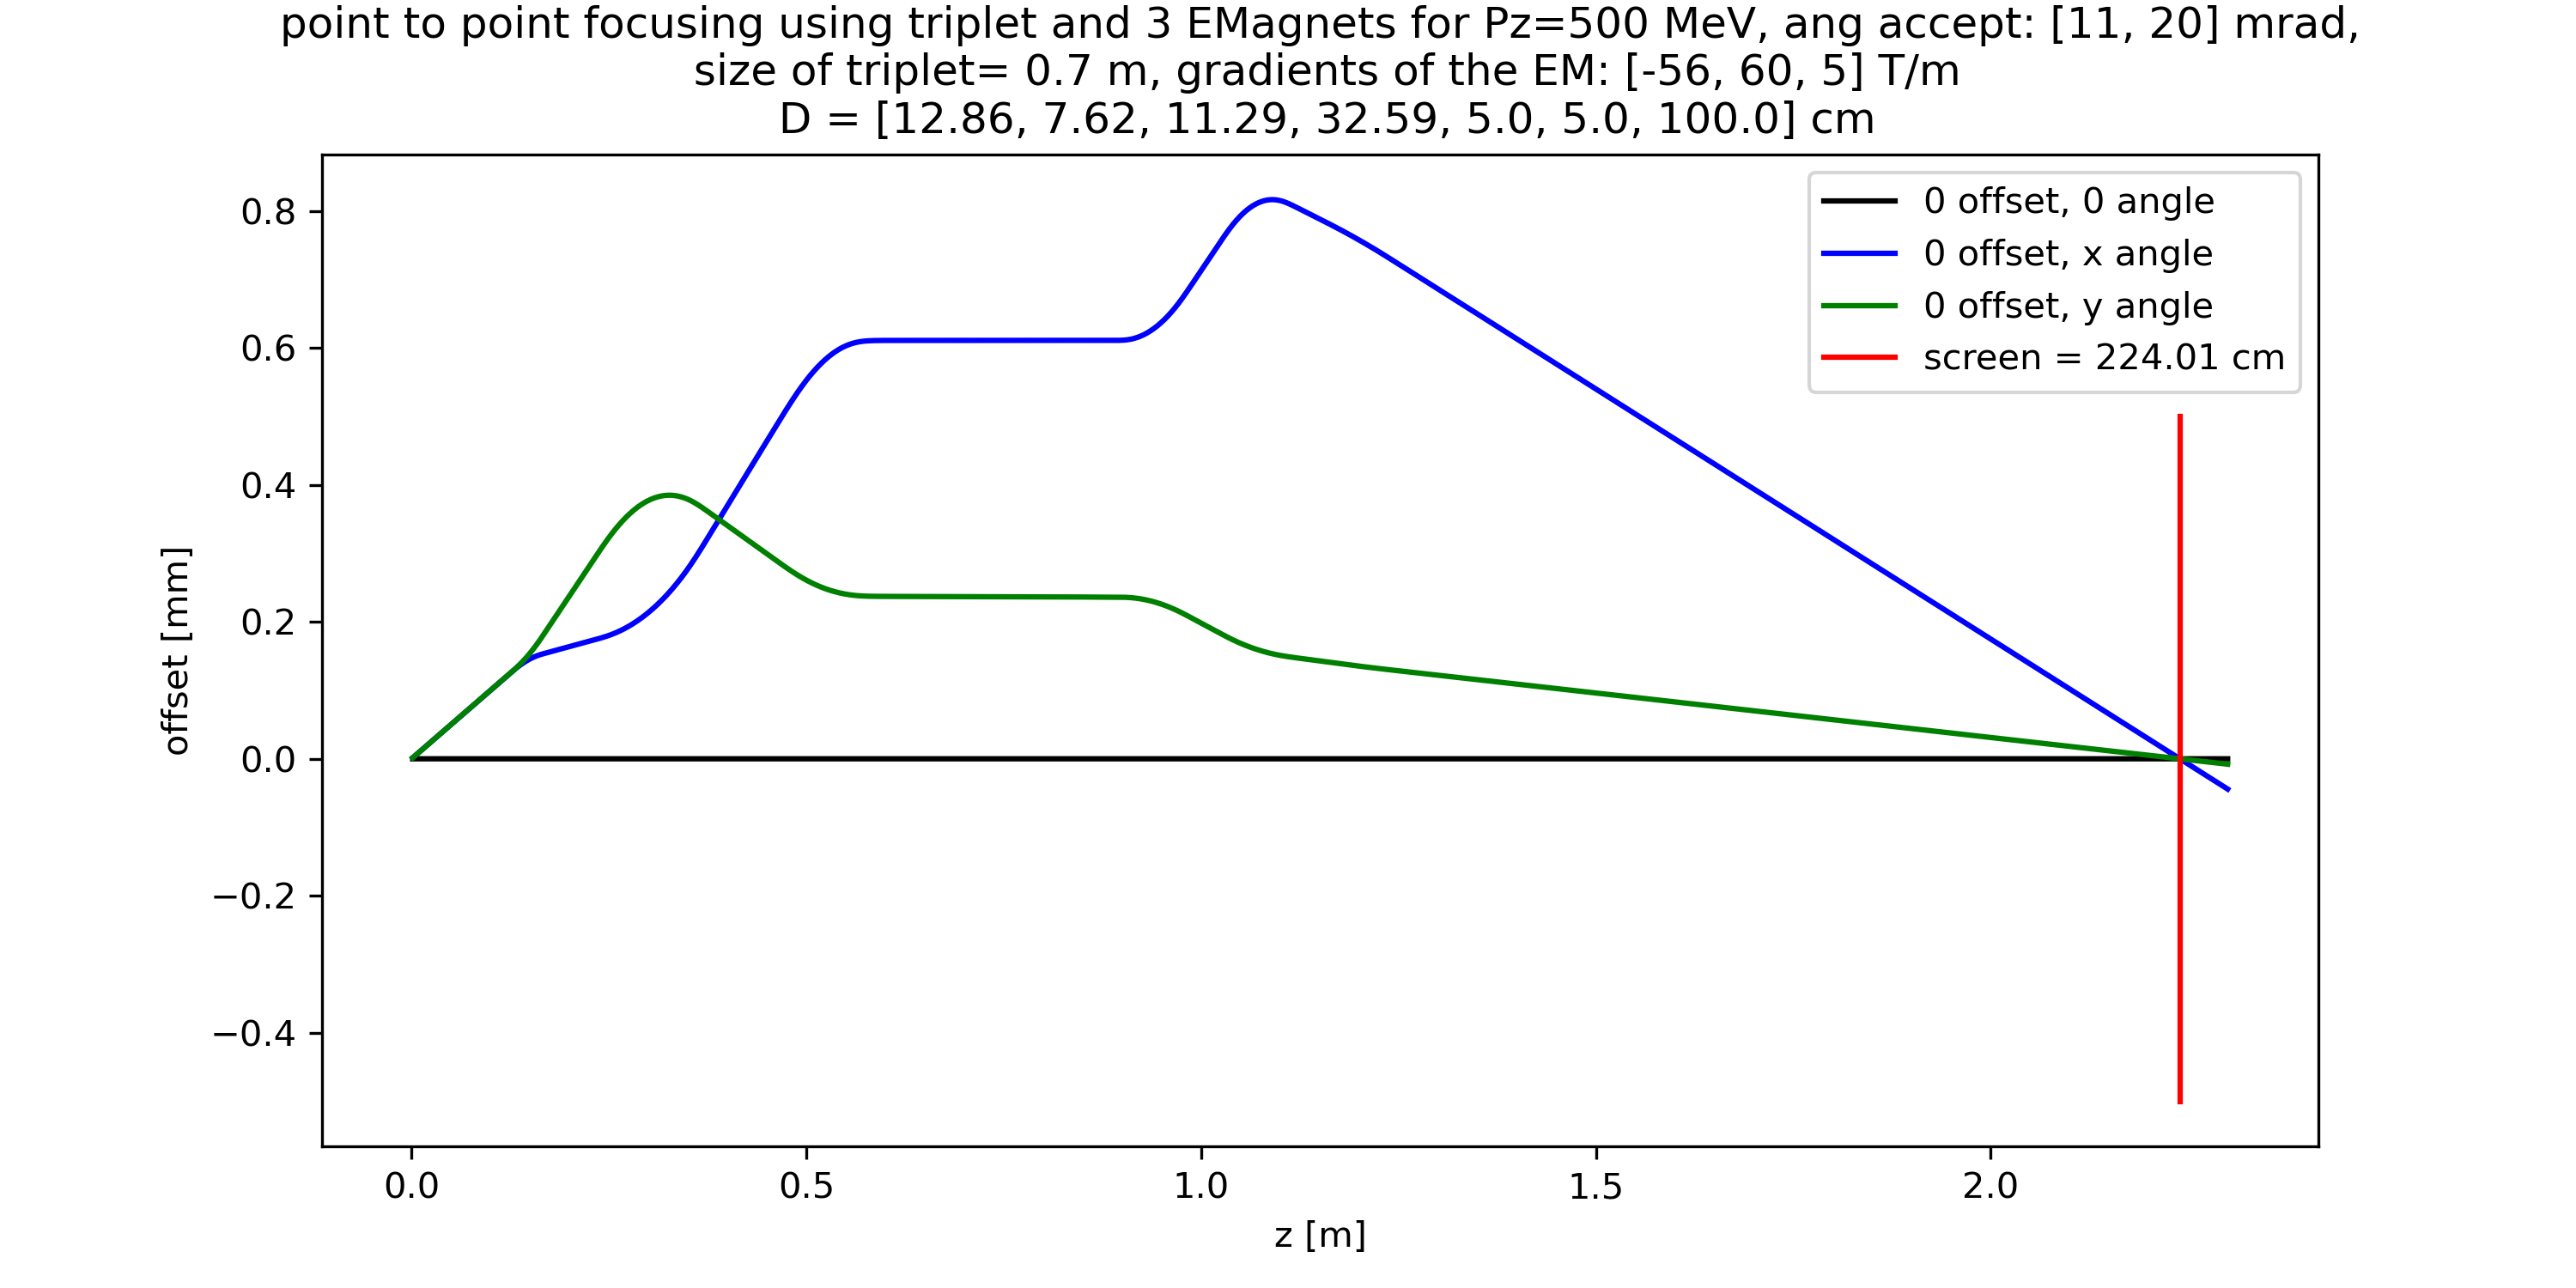 point to point focusing using triplet and 3 EMagnets for Pz=500 MeV, ang accept: [11, 20] mrad,
size of triplet= 0.7 m, gradients of the EM: [-56, 60, 5] T/m
D = [12.86, 7.62, 11.29, 32.59, 5.0, 5.0, 100.0] cm
0 offset, 0 angle
0 offset, x angle
0 offset, y angle
screen = 224.01 cm
offset [mm]
0.8
0.6
0.4
0.2
0.0
−0.2
−0.4
0.0 0.5 1.0 1.5 2.0
z [m]